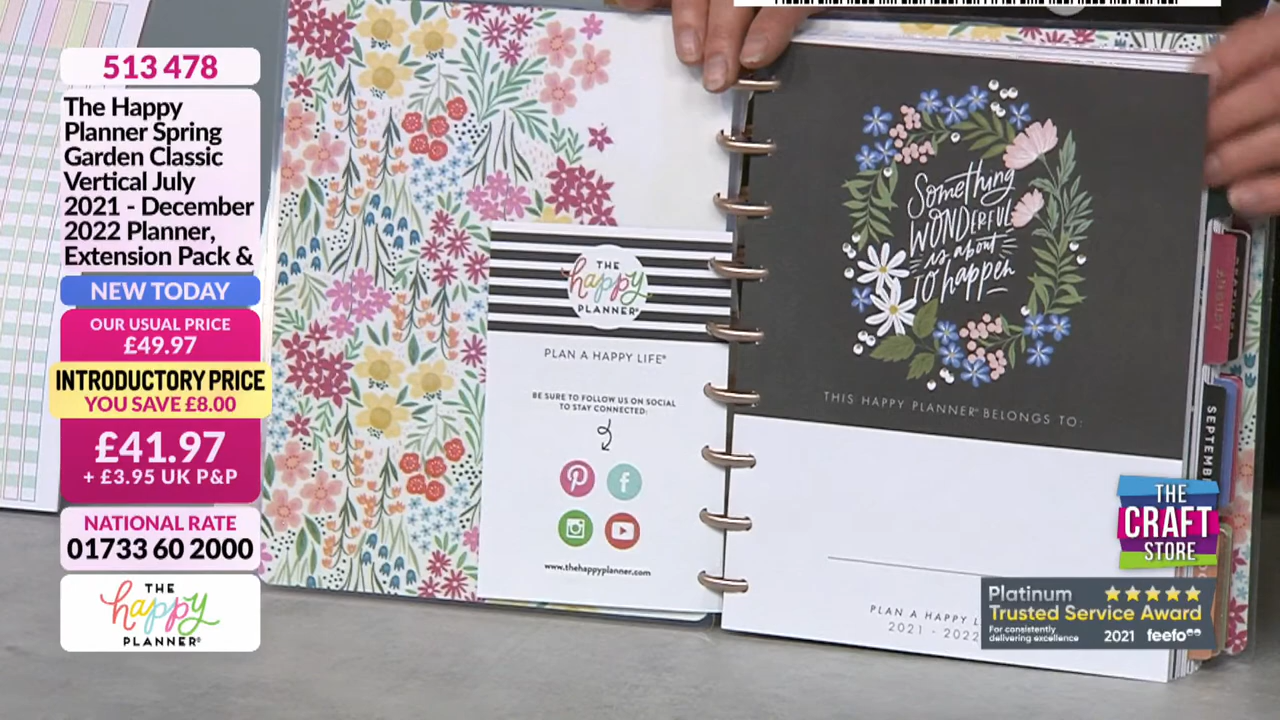 513 478
The Happy
Planner Spring
Garden Classic
Vertical July
2021 - December
2022 Planner,
Extension Pack &
NEW TODAY
OUR USUAL PRICE
£49.97
INTRODUCTORY PRICE
YOU SAVE £8.00
£41.97
+ £3.95 UK P&P
NATIONAL RATE
01733 60 2000
THE
happy
PLANNER®
THE
happy
PLANNER®
PLAN A HAPPY LIFE®
BE SURE TO FOLLOW US ON SOCIAL
TO STAY CONNECTED:
www.thehappyplanner.com
Something
WONDERFUL
is about
TO happen
THIS HAPPY PLANNER® BELONGS TO:
PLAN A HAPPY L
2021 - 2022
AUGUST
SEPTEMB
THE
CRAFT
STORE
Platinum
Trusted Service Award
For consistently
delivering excellence
2021 feefo